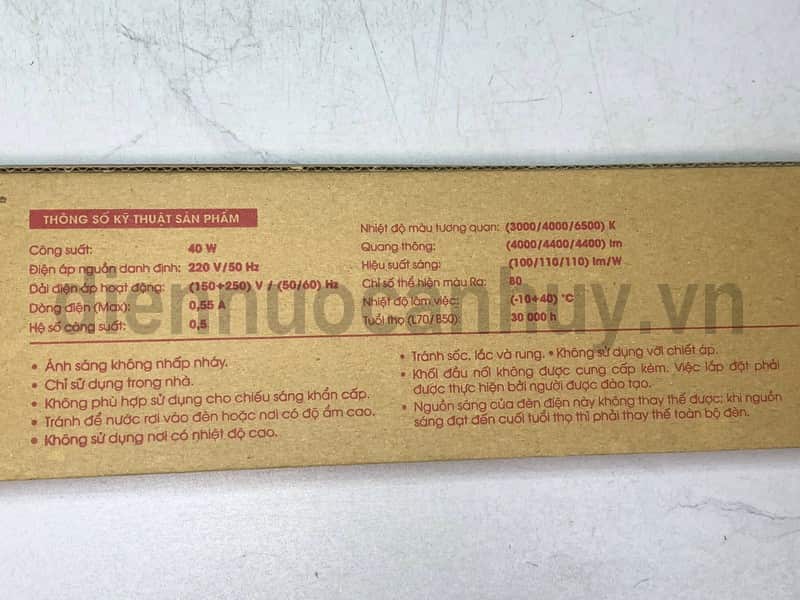 THÔNG SỐ KỸ THUẬT SẢN PHẨM
Công suất: 40 W
Điện áp nguồn danh định: 220 V/50 Hz
Dải điện áp hoạt động: (150÷250) V / (50/60) Hz
Dòng điện (Max): 0,55 A
Hệ số công suất: 0,5
Nhiệt độ màu tương quan: (3000/4000/6500) K
Quang thông: (4000/4400/4400) lm
Hiệu suất sáng: (100/110/110) lm/W
Chỉ số thể hiện màu Ra: 80
Nhiệt độ làm việc: (-10÷40) °C
Tuổi thọ (L70/B50): 30 000 h
diennuocanhuy.vn
• Ánh sáng không nhấp nháy.
• Chỉ sử dụng trong nhà.
• Không phù hợp sử dụng cho chiếu sáng khẩn cấp.
• Tránh để nước rơi vào đèn hoặc nơi có độ ẩm cao.
• Không sử dụng nơi có nhiệt độ cao.
• Tránh sốc, lắc và rung. • Không sử dụng với chiết áp.
• Khối đầu nối không được cung cấp kèm. Việc lắp đặt phải
được thực hiện bởi người được đào tạo.
• Nguồn sáng của đèn điện này không thay thế được; khi nguồn
sáng đạt đến cuối tuổi thọ thì phải thay thế toàn bộ đèn.